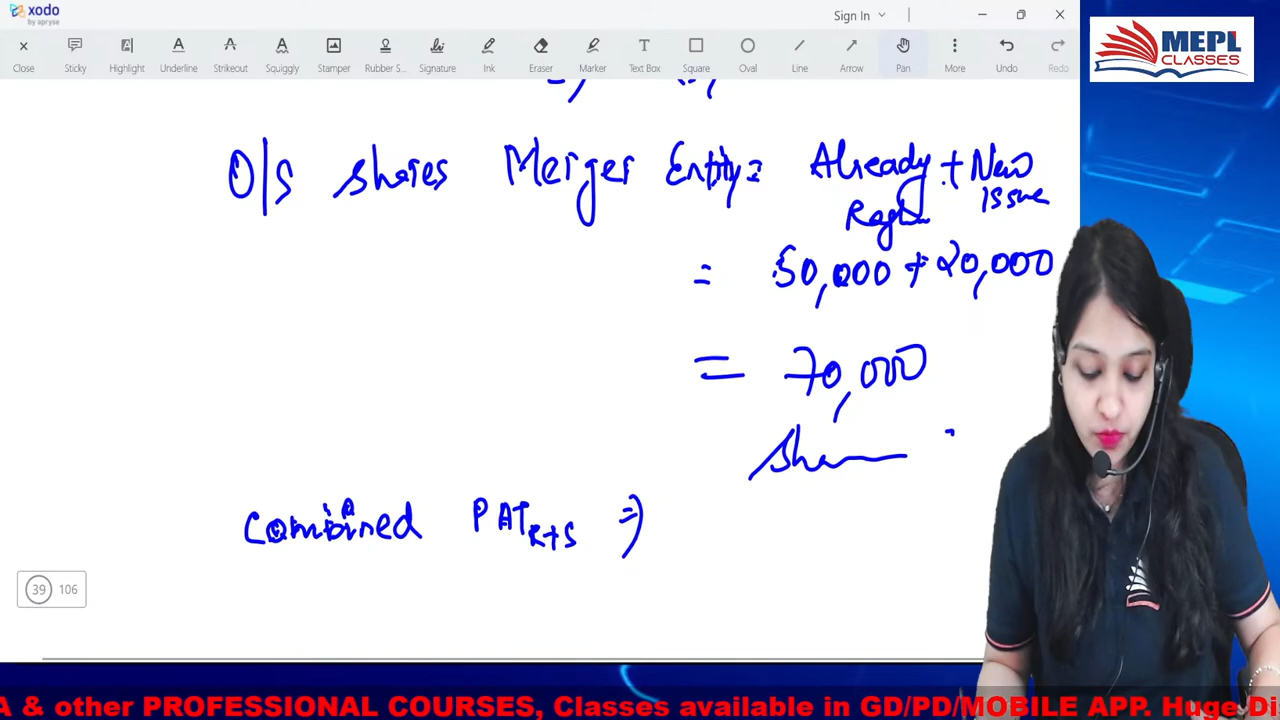 xodo
by apryse
Sign In
Close Sticky Highlight Underline Strikeout Squiggly Stamper Rubber Signature Eraser Marker Text Box Square Oval Line Arrow Pan More Undo Redo
MEPL
CLASSES
O/S shares Merger Entity = Already + New
Issue
= 50,000 + 20,000
= 70,000
Combined PAT R+S ⇒
39 106
A & other PROFESSIONAL COURSES, Classes available in GD/PD/MOBILE APP. Huge Di